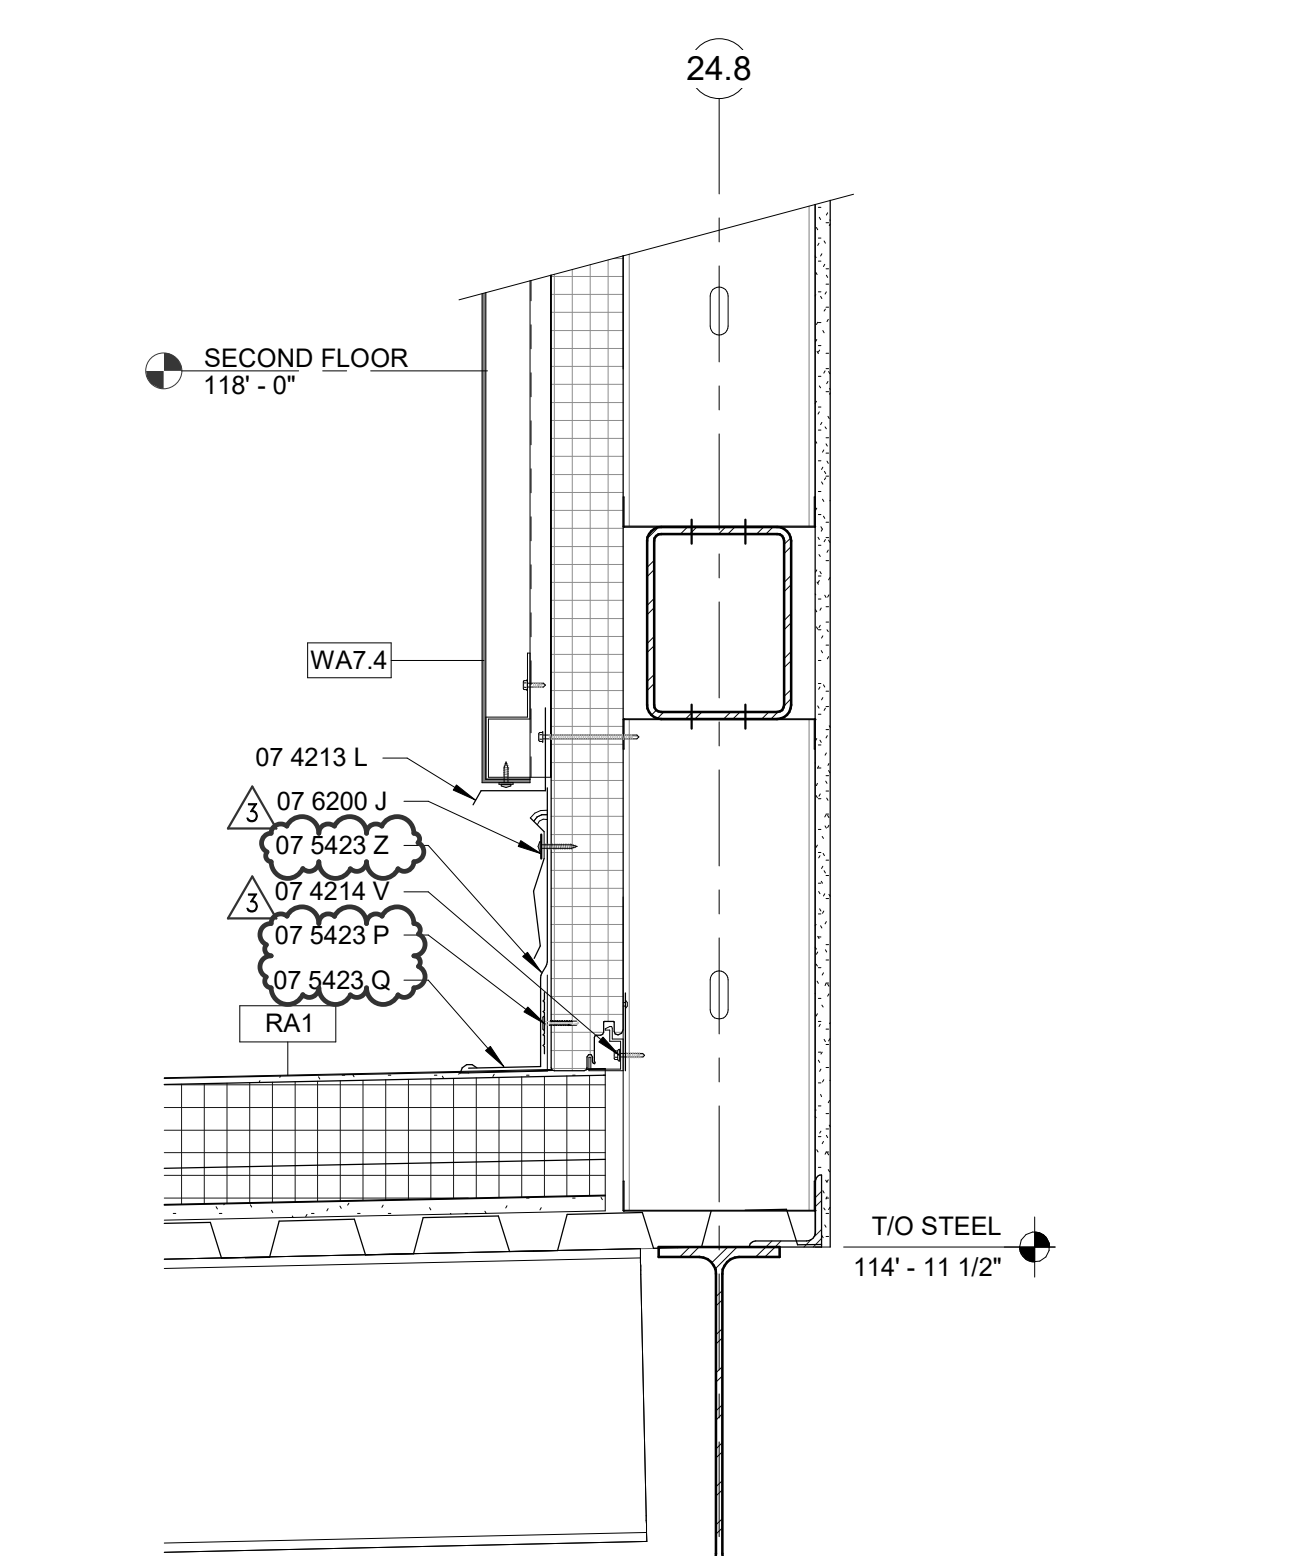 24.8
SECOND FLOOR
118' - 0"
WA7.4
07 4213 L
3
07 6200 J
07 5423 Z
3
07 4214 V
07 5423 P
07 5423 Q
RA1
T/O STEEL
114' - 11 1/2"